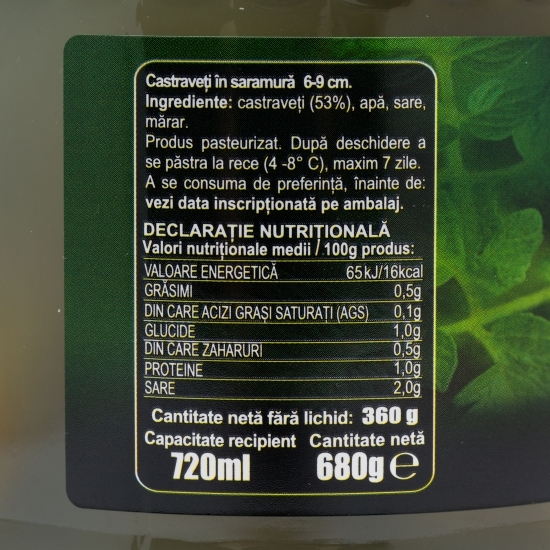 Castraveți în saramură 6-9 cm.
Ingrediente: castraveți (53%), apă, sare,
mărar.
Produs pasteurizat. După deschidere a
se păstra la rece (4 -8° C), maxim 7 zile.
A se consuma de preferință, înainte de:
vezi data inscripționată pe ambalaj.
DECLARAȚIE NUTRIȚIONALĂ
Valori nutriționale medii / 100g produs:
VALOARE ENERGETICĂ 65 kJ/16kcal
GRĂSIMI 0,5g
DIN CARE ACIZI GRAȘI SATURAȚI (AGS) 0,1g
GLUCIDE 1,0g
DIN CARE ZAHARURI 0,5g
PROTEINE 1,0g
SARE 2,0g
Cantitate netă fără lichid: 360 g
Capacitate recipient Cantitate netă
720ml 680g ℮